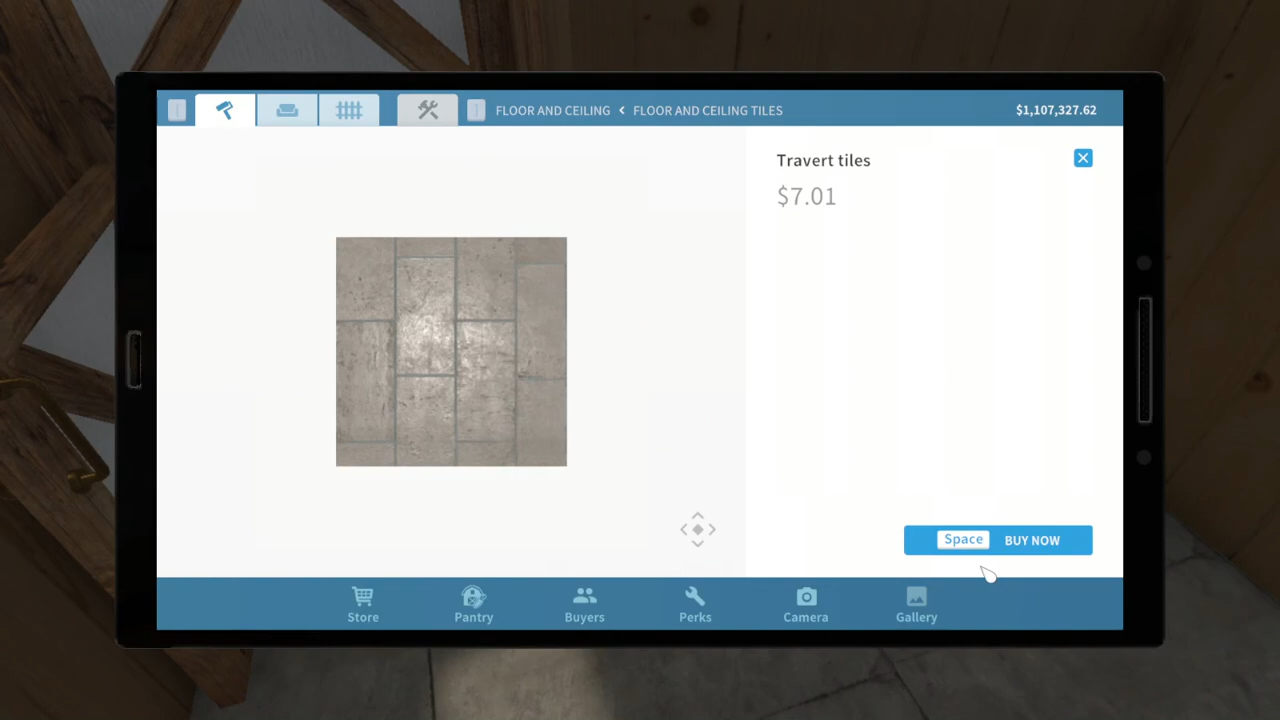 FLOOR AND CEILING < FLOOR AND CEILING TILES
$1,107,327.62
Travert tiles
$7.01
Space BUY NOW
Store
Pantry
Buyers
Perks
Camera
Gallery